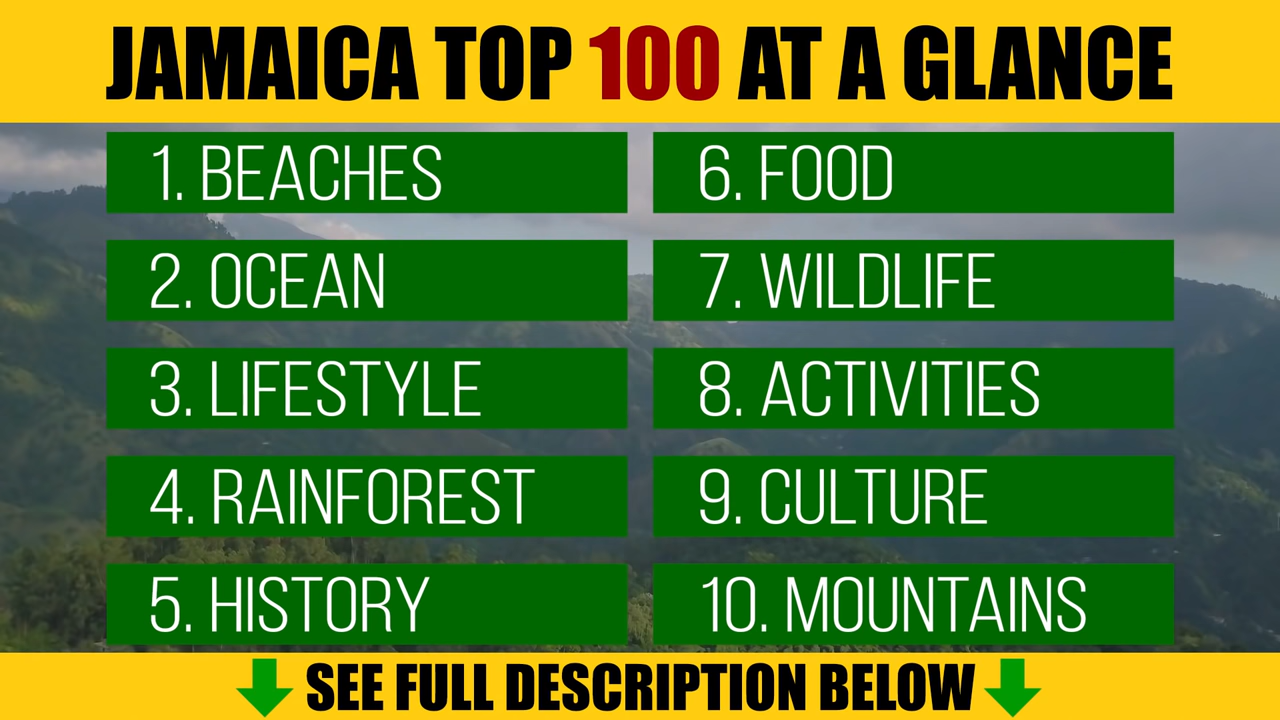 JAMAICA TOP 100 AT A GLANCE
1. BEACHES
2. OCEAN
3. LIFESTYLE
4. RAINFOREST
5. HISTORY
6. FOOD
7. WILDLIFE
8. ACTIVITIES
9. CULTURE
10. MOUNTAINS
SEE FULL DESCRIPTION BELOW